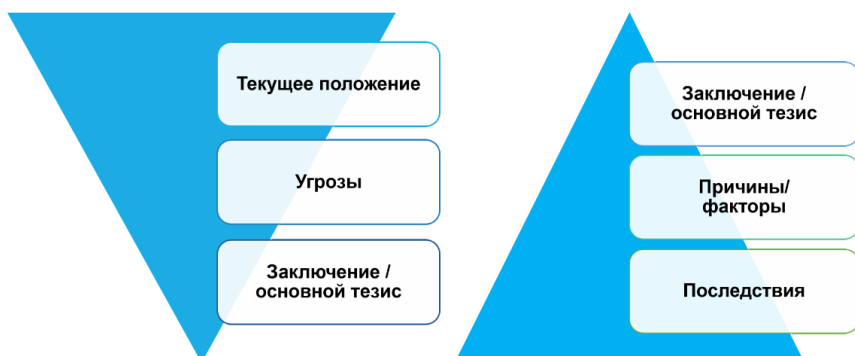 Текущее положение
Угрозы
Заключение /
основной тезис
Заключение /
основной тезис
Причины/
факторы
Последствия